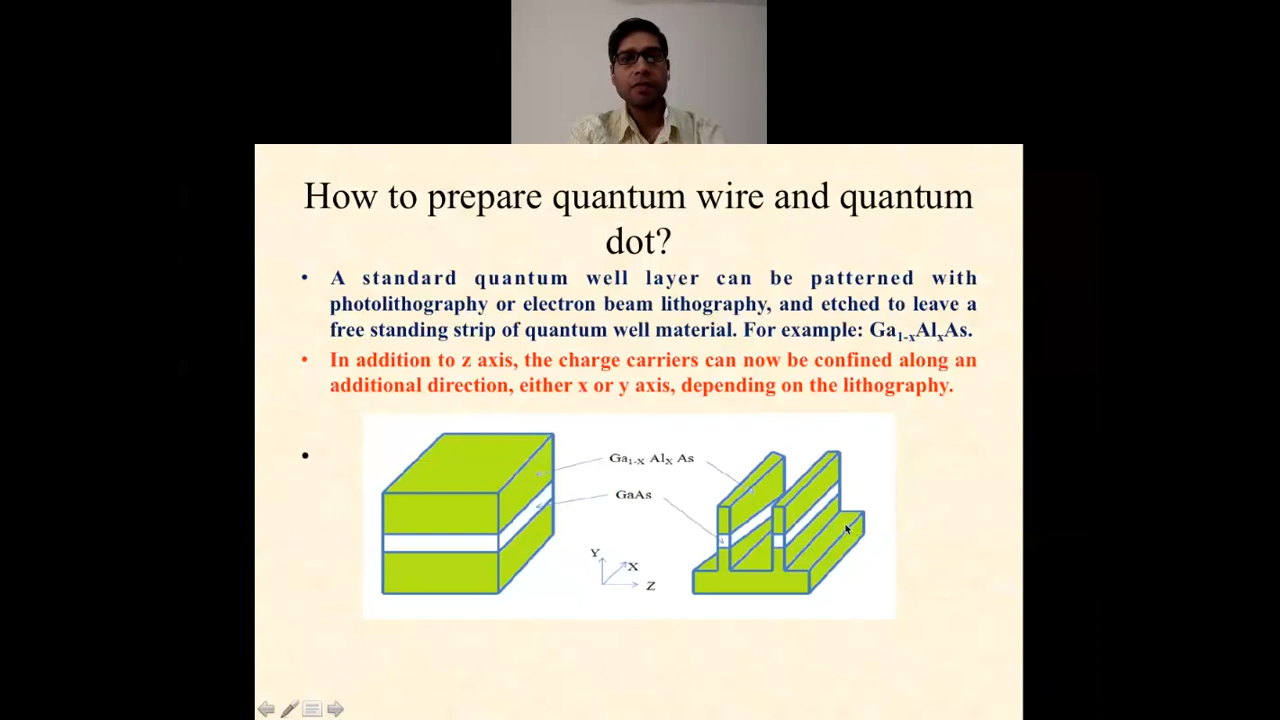 How to prepare quantum wire and quantum
dot?
• A standard quantum well layer can be patterned with
photolithography or electron beam lithography, and etched to leave a
free standing strip of quantum well material. For example: Ga₁₋ₓAlₓAs.
• In addition to z axis, the charge carriers can now be confined along an
additional direction, either x or y axis, depending on the lithography.
•
Ga₁₋X AlX As
GaAs
Y
X
Z